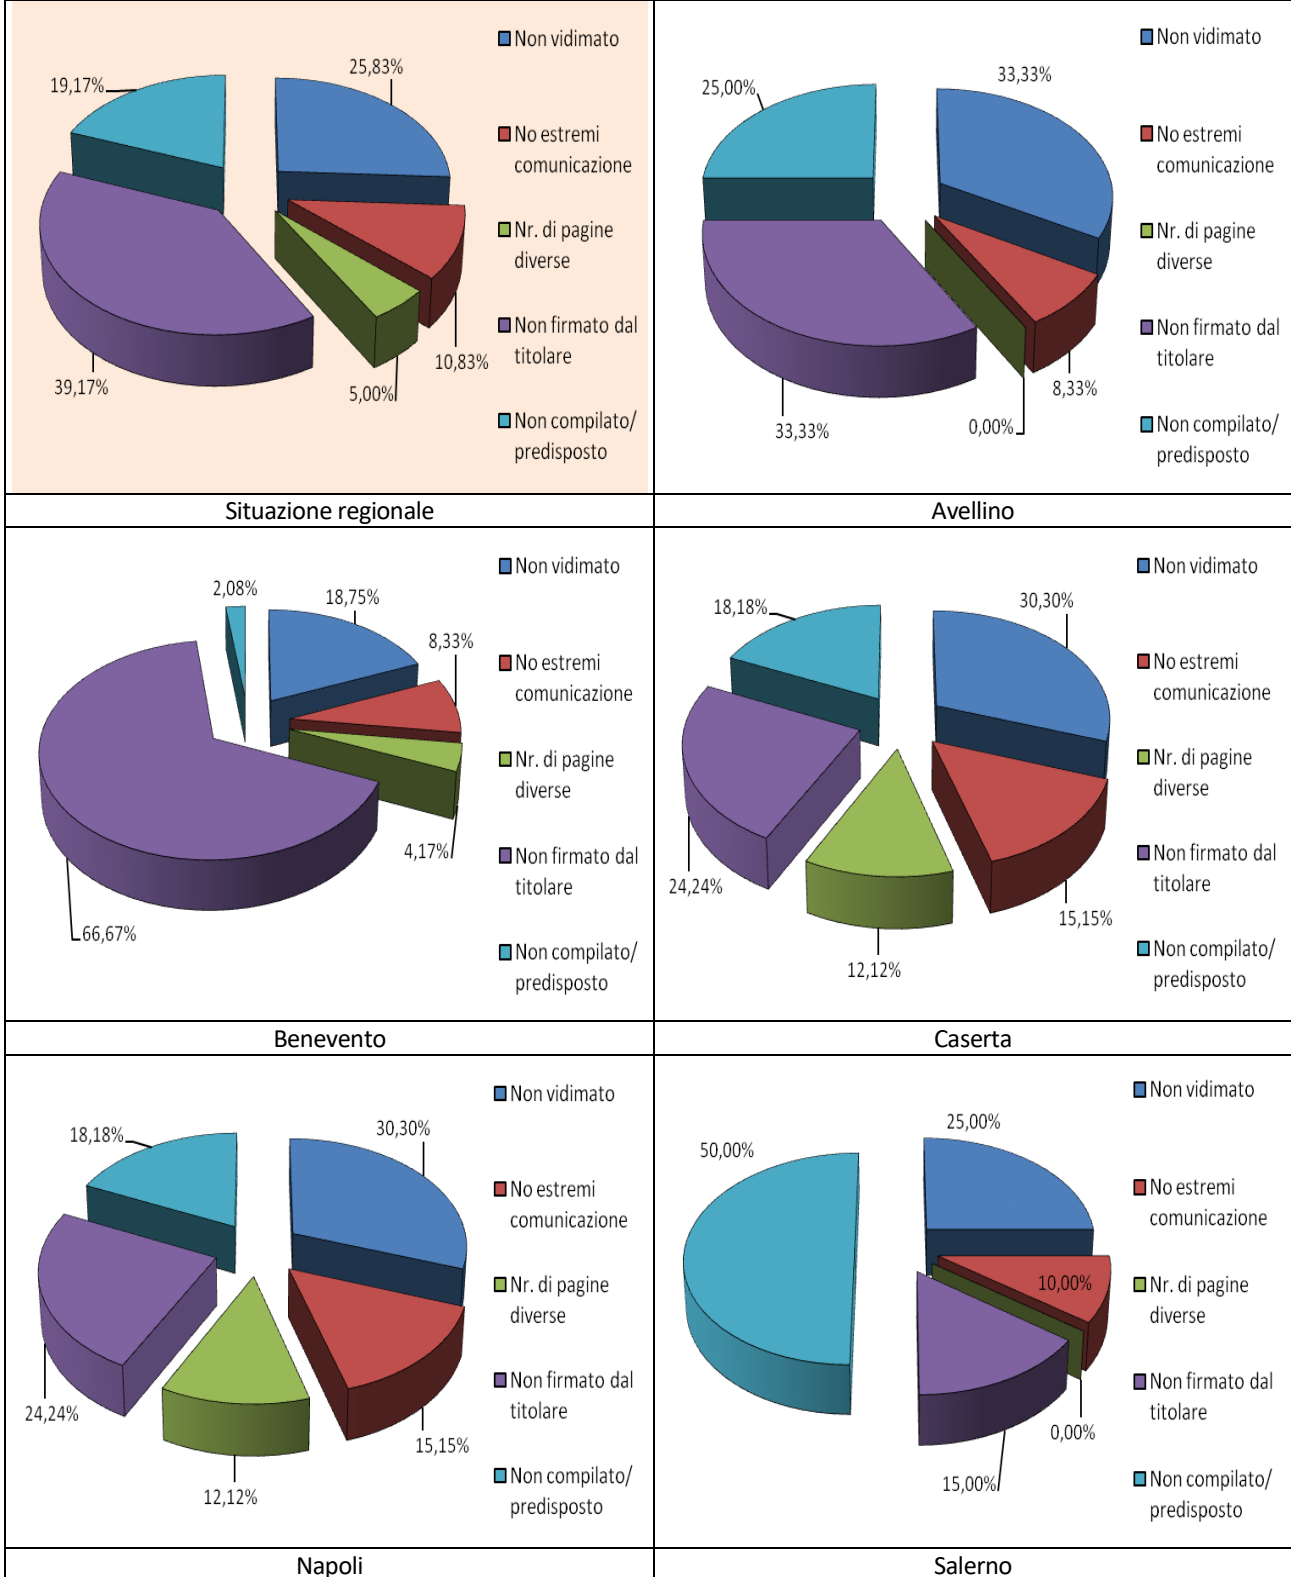 25,83%
19,17%
39,17%
5,00%
10,83%
Non vidimato
No estremi
comunicazione
Nr. di pagine
diverse
Non firmato dal
titolare
Non compilato/
predisposto
Situazione regionale
33,33%
25,00%
33,33%
0,00%
8,33%
Non vidimato
No estremi
comunicazione
Nr. di pagine
diverse
Non firmato dal
titolare
Non compilato/
predisposto
Avellino
2,08%
18,75%
8,33%
4,17%
66,67%
Non vidimato
No estremi
comunicazione
Nr. di pagine
diverse
Non firmato dal
titolare
Non compilato/
predisposto
Benevento
18,18%
30,30%
24,24%
15,15%
12,12%
Non vidimato
No estremi
comunicazione
Nr. di pagine
diverse
Non firmato dal
titolare
Non compilato/
predisposto
Caserta
18,18%
30,30%
24,24%
15,15%
12,12%
Non vidimato
No estremi
comunicazione
Nr. di pagine
diverse
Non firmato dal
titolare
Non compilato/
predisposto
Napoli
25,00%
50,00%
10,00%
0,00%
15,00%
Non vidimato
No estremi
comunicazione
Nr. di pagine
diverse
Non firmato dal
titolare
Non compilato/
predisposto
Salerno